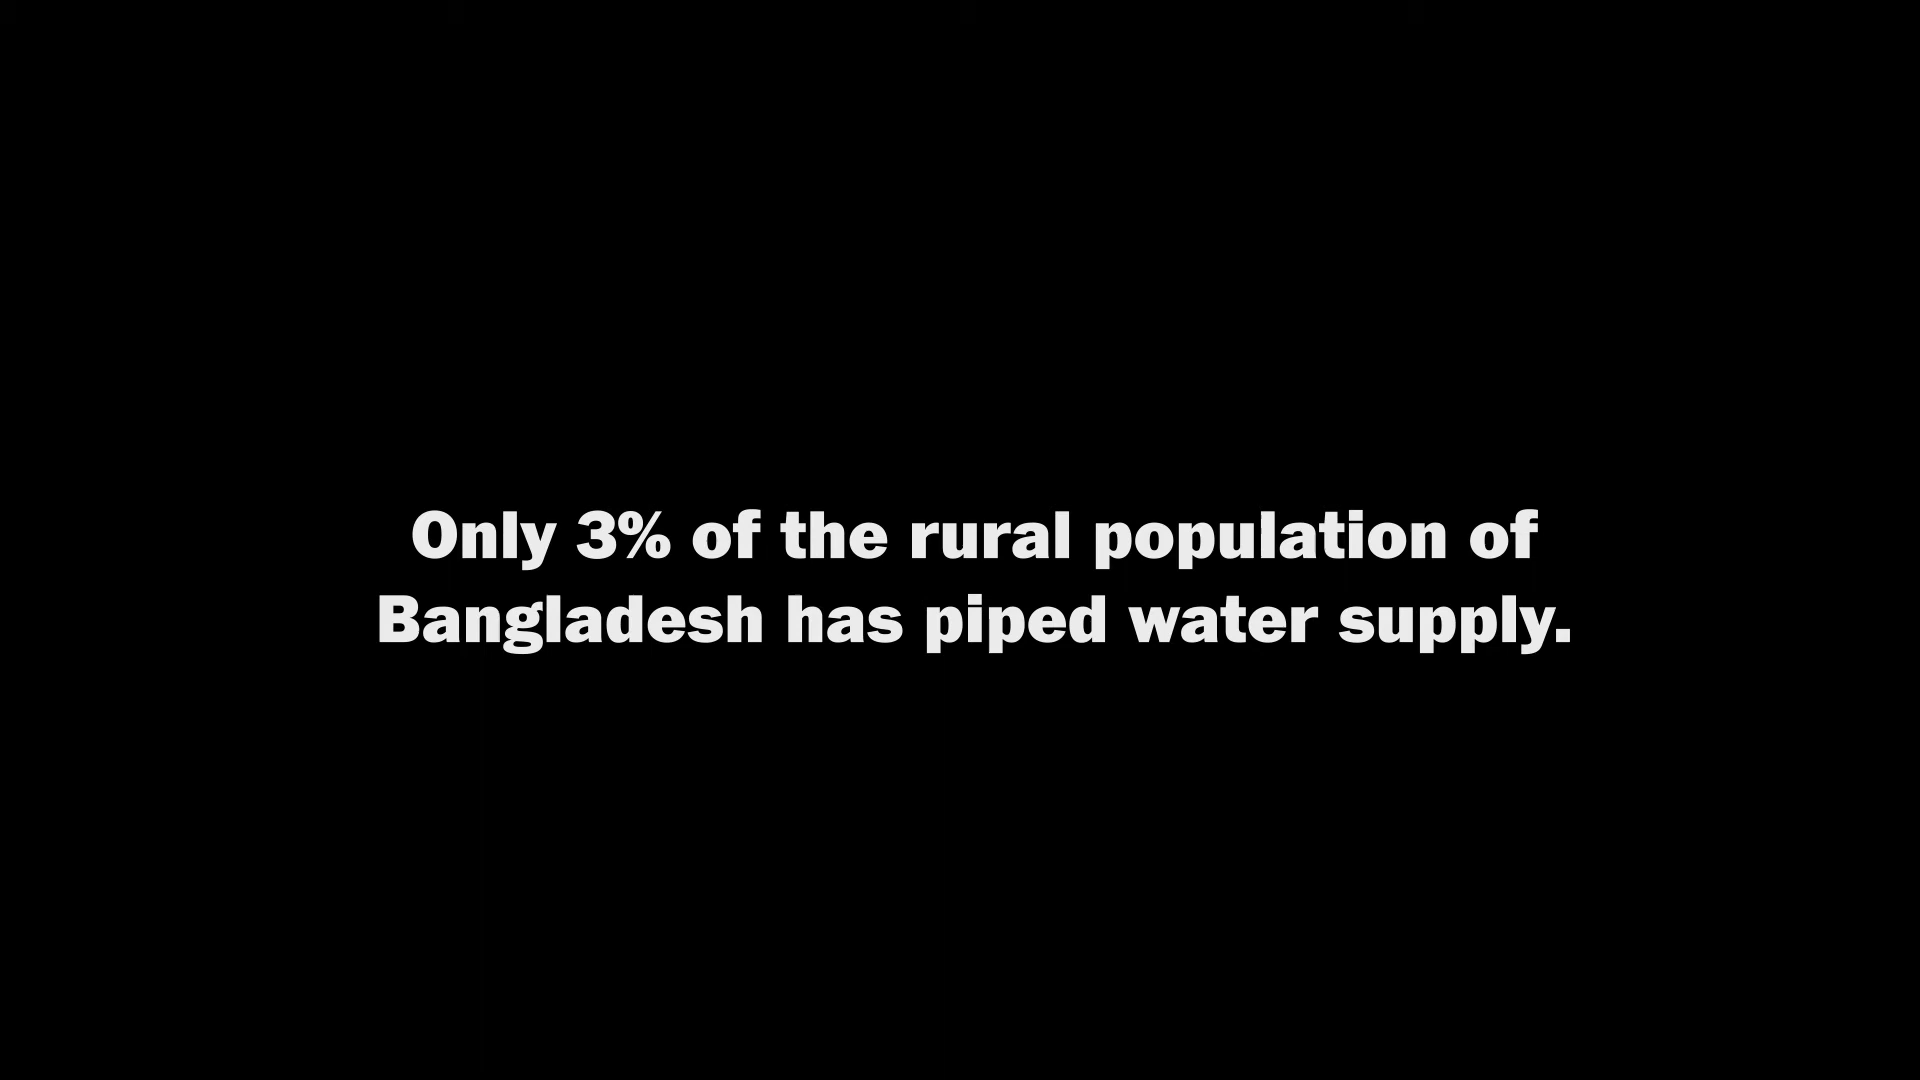 Only 3% of the rural population of
Bangladesh has piped water supply.